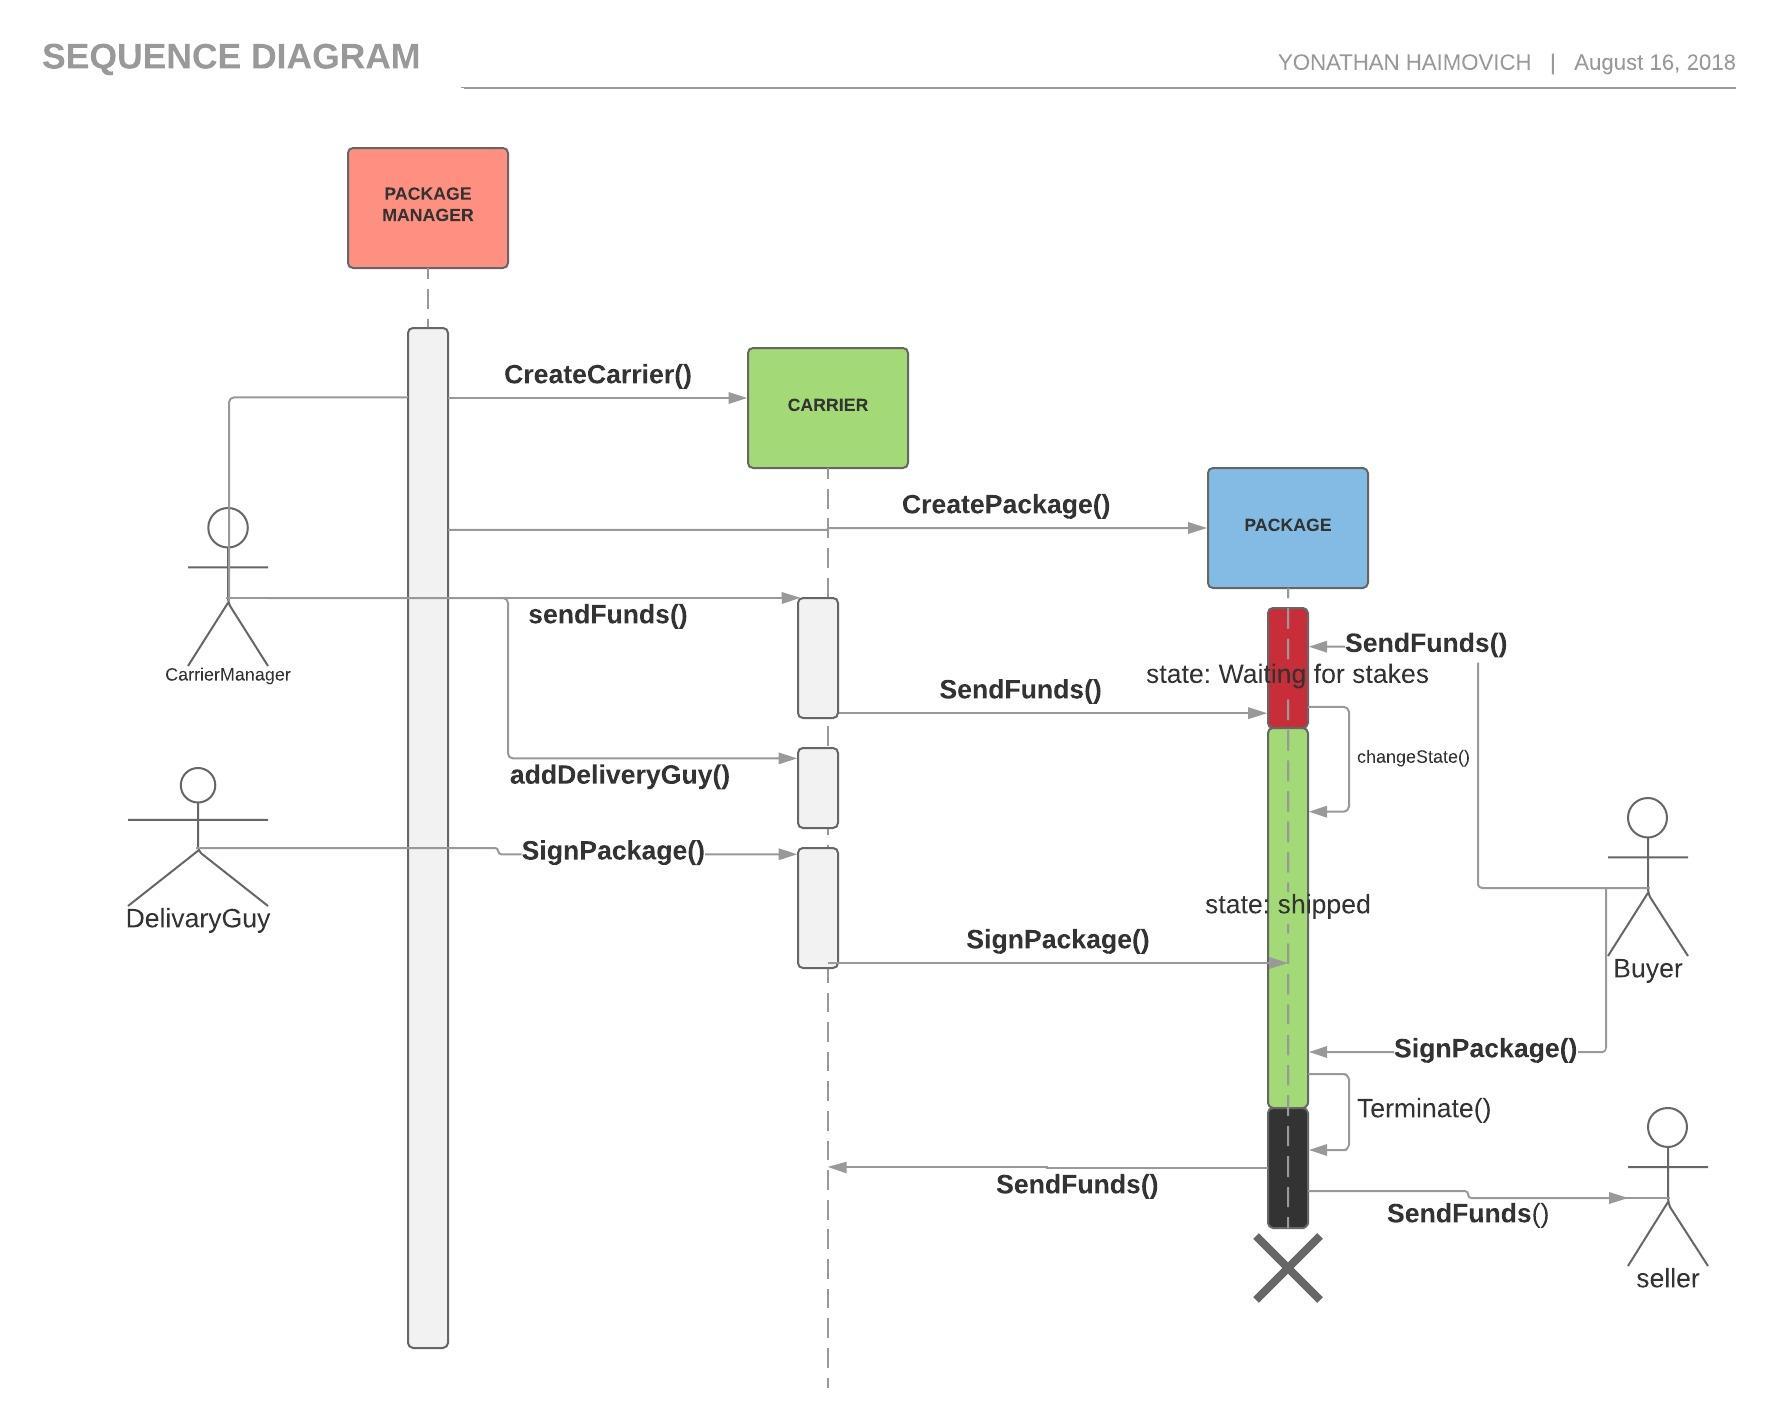 SEQUENCE DIAGRAM
YONATHAN HAIMOVICH | August 16, 2018
PACKAGE
MANAGER
CreateCarrier()
CARRIER
CreatePackage()
PACKAGE
sendFunds()
CarrierManager
SendFunds()
state: Waiting for stakes
SendFunds()
changeState()
addDeliveryGuy()
SignPackage()
DelivaryGuy
state: shipped
SignPackage()
Buyer
SignPackage()
Terminate()
SendFunds()
SendFunds()
seller